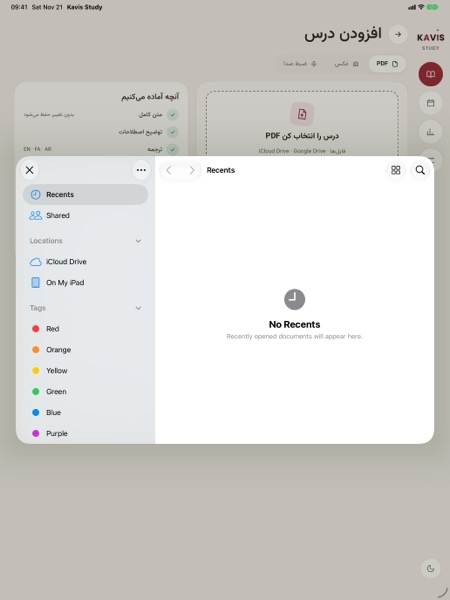 09:41 Sat Nov 21 Kavis Study
KAVIS
STUDY
افزودن درس
PDF
عکس
ضبط صدا
آنچه آماده می‌کنیم
متن کامل
بدون تغییر حفظ می‌شود
توضیح اصطلاحات
ترجمه
EN · FA · AR
درس را انتخاب کن PDF
فایل‌ها · iCloud Drive · Google Drive
Recents
Shared
Locations
iCloud Drive
On My iPad
Tags
Red
Orange
Yellow
Green
Blue
Purple
Recents
No Recents
Recently opened documents will appear here.